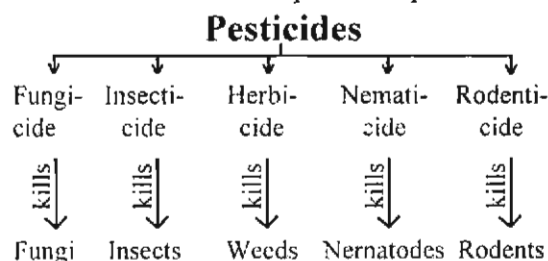 Pesticides
Fungi- Insecti- Herbi- Nemati- Rodenti-
cide cide cide cide cide
kills kills kills kills kills
Fungi Insects Weeds Nernatodes Rodents